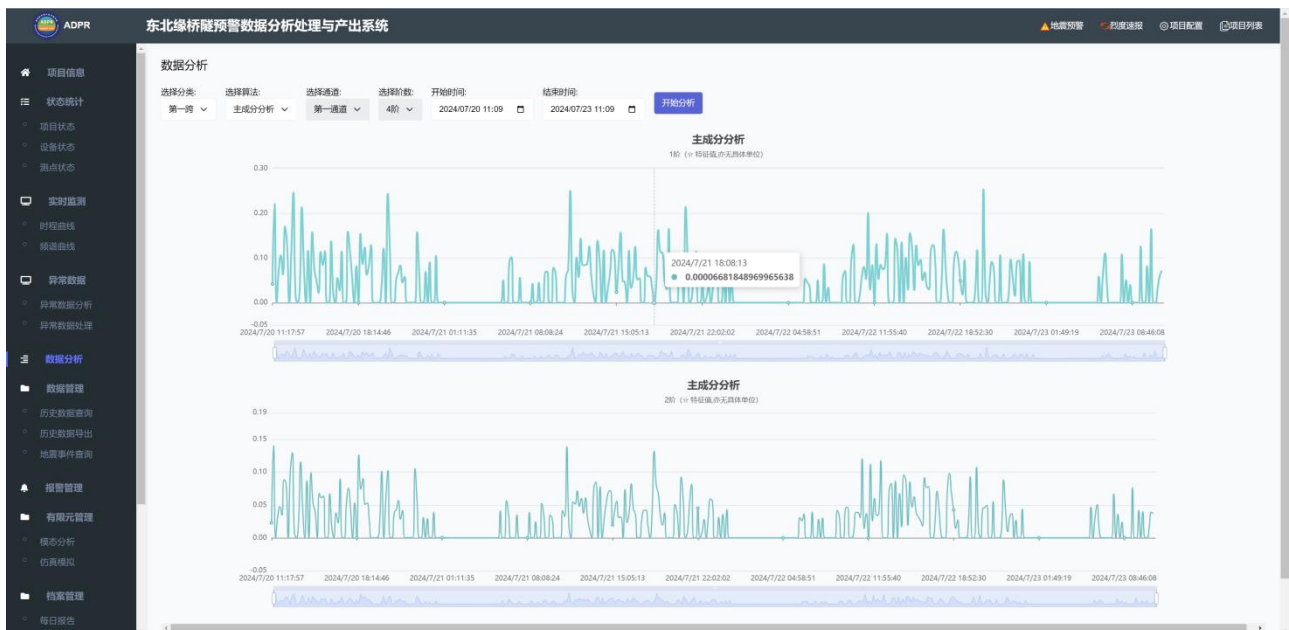 ADPR
东北缘桥隧预警数据分析处理与产出系统
地震预警 烈度速报 项目配置 项目列表
项目信息
状态统计
项目状态
设备状态
测点状态
实时监测
时程曲线
频谱曲线
异常数据
异常数据分析
异常数据处理
数据分析
数据管理
历史数据查询
历史数据导出
地震事件查询
报警管理
有限元管理
模态分析
仿真模拟
档案管理
每日报告
数据分析
选择分类: 选择算法: 选择通道: 选择阶数: 开始时间: 结束时间:
第一跨 主成分分析 第一通道 4阶 2024/07/20 11:09 2024/07/23 11:09 开始分析
主成分分析
1阶 (☆特征值,亦无具体单位)
0.30
0.20
0.10
0.00
-0.05
2024/7/21 18:08:13
0.00006681848969965638
2024/7/20 11:17:57 2024/7/20 18:14:46 2024/7/21 01:11:35 2024/7/21 08:08:24 2024/7/21 15:05:13 2024/7/21 22:02:02 2024/7/22 04:58:51 2024/7/22 11:55:40 2024/7/22 18:52:30 2024/7/23 01:49:19 2024/7/23 08:46:08
主成分分析
2阶 (☆特征值,亦无具体单位)
0.19
0.15
0.10
0.05
0.00
-0.05
2024/7/20 11:17:57 2024/7/20 18:14:46 2024/7/21 01:11:35 2024/7/21 08:08:24 2024/7/21 15:05:13 2024/7/21 22:02:02 2024/7/22 04:58:51 2024/7/22 11:55:40 2024/7/22 18:52:30 2024/7/23 01:49:19 2024/7/23 08:46:08